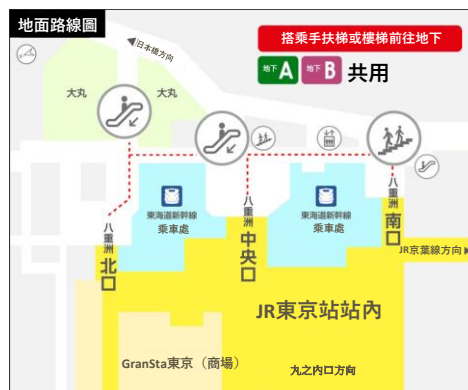 地面路線圖
搭乘手扶梯或樓梯前往地下
地下A 地下B 共用
日本橋方向
大丸 大丸
東海道新幹線
乘車處
東海道新幹線
乘車處
八重洲
北口
八重洲
中央口
八重洲
南口
JR京葉線方向
JR東京站站內
GranSta東京（商場）
丸之內口方向